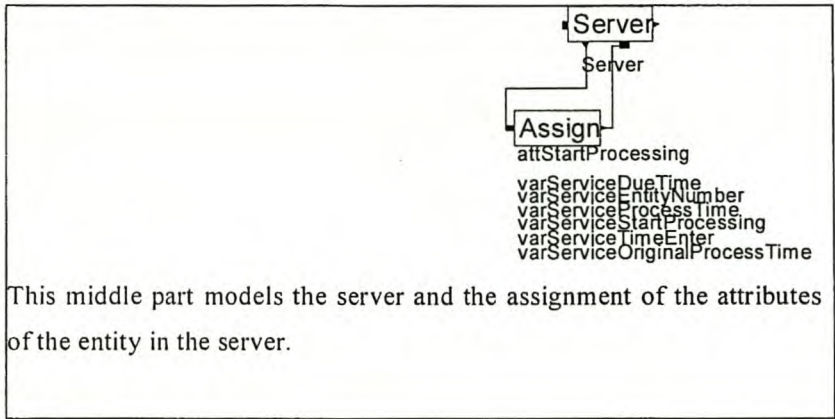 Server
Server
Assign
attStartProcessing
varServiceDueTime
varServiceEntityNumber
varServiceProcessTime
varServiceStartProcessing
varServiceTimeEnter
varServiceOriginalProcessTime
This middle part models the server and the assignment of the attributes
of the entity in the server.